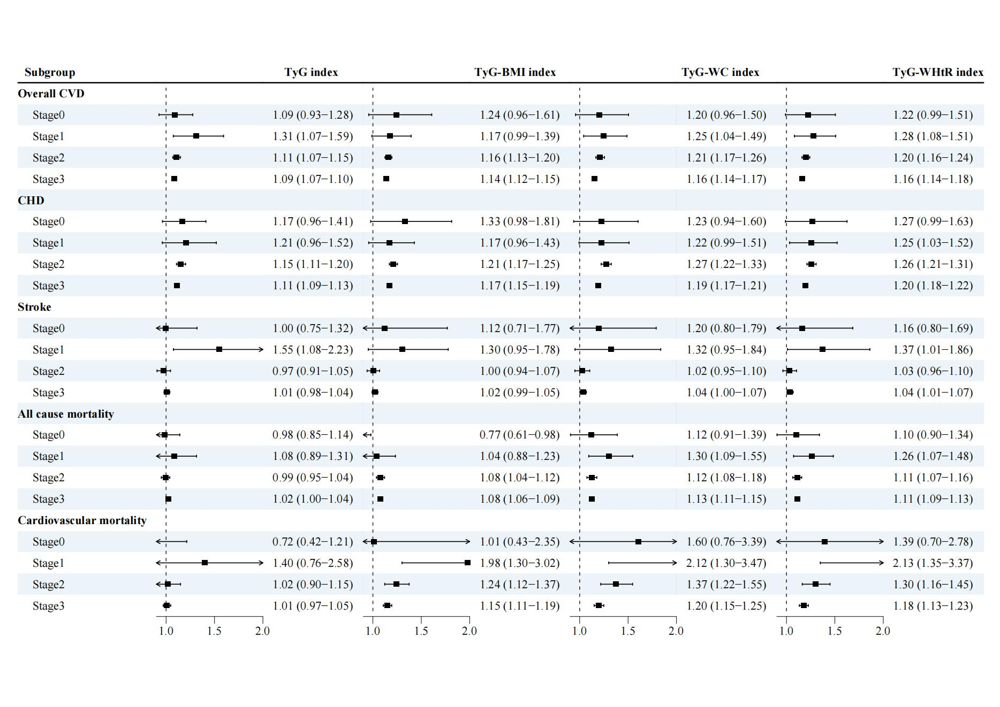 Subgroup TyG index TyG-BMI index TyG-WC index TyG-WHtR index
Overall CVD
Stage0 1.09 (0.93−1.28) 1.24 (0.96−1.61) 1.20 (0.96−1.50) 1.22 (0.99−1.51)
Stage1 1.31 (1.07−1.59) 1.17 (0.99−1.39) 1.25 (1.04−1.49) 1.28 (1.08−1.51)
Stage2 1.11 (1.07−1.15) 1.16 (1.13−1.20) 1.21 (1.17−1.26) 1.20 (1.16−1.24)
Stage3 1.09 (1.07−1.10) 1.14 (1.12−1.15) 1.16 (1.14−1.17) 1.16 (1.14−1.18)
CHD
Stage0 1.17 (0.96−1.41) 1.33 (0.98−1.81) 1.23 (0.94−1.60) 1.27 (0.99−1.63)
Stage1 1.21 (0.96−1.52) 1.17 (0.96−1.43) 1.22 (0.99−1.51) 1.25 (1.03−1.52)
Stage2 1.15 (1.11−1.20) 1.21 (1.17−1.25) 1.27 (1.22−1.33) 1.26 (1.21−1.31)
Stage3 1.11 (1.09−1.13) 1.17 (1.15−1.19) 1.19 (1.17−1.21) 1.20 (1.18−1.22)
Stroke
Stage0 1.00 (0.75−1.32) 1.12 (0.71−1.77) 1.20 (0.80−1.79) 1.16 (0.80−1.69)
Stage1 1.55 (1.08−2.23) 1.30 (0.95−1.78) 1.32 (0.95−1.84) 1.37 (1.01−1.86)
Stage2 0.97 (0.91−1.05) 1.00 (0.94−1.07) 1.02 (0.95−1.10) 1.03 (0.96−1.10)
Stage3 1.01 (0.98−1.04) 1.02 (0.99−1.05) 1.04 (1.00−1.07) 1.04 (1.01−1.07)
All cause mortality
Stage0 0.98 (0.85−1.14) 0.77 (0.61−0.98) 1.12 (0.91−1.39) 1.10 (0.90−1.34)
Stage1 1.08 (0.89−1.31) 1.04 (0.88−1.23) 1.30 (1.09−1.55) 1.26 (1.07−1.48)
Stage2 0.99 (0.95−1.04) 1.08 (1.04−1.12) 1.12 (1.08−1.18) 1.11 (1.07−1.16)
Stage3 1.02 (1.00−1.04) 1.08 (1.06−1.09) 1.13 (1.11−1.15) 1.11 (1.09−1.13)
Cardiovascular mortality
Stage0 0.72 (0.42−1.21) 1.01 (0.43−2.35) 1.60 (0.76−3.39) 1.39 (0.70−2.78)
Stage1 1.40 (0.76−2.58) 1.98 (1.30−3.02) 2.12 (1.30−3.47) 2.13 (1.35−3.37)
Stage2 1.02 (0.90−1.15) 1.24 (1.12−1.37) 1.37 (1.22−1.55) 1.30 (1.16−1.45)
Stage3 1.01 (0.97−1.05) 1.15 (1.11−1.19) 1.20 (1.15−1.25) 1.18 (1.13−1.23)
1.0 1.5 2.0 1.0 1.5 2.0 1.0 1.5 2.0 1.0 1.5 2.0